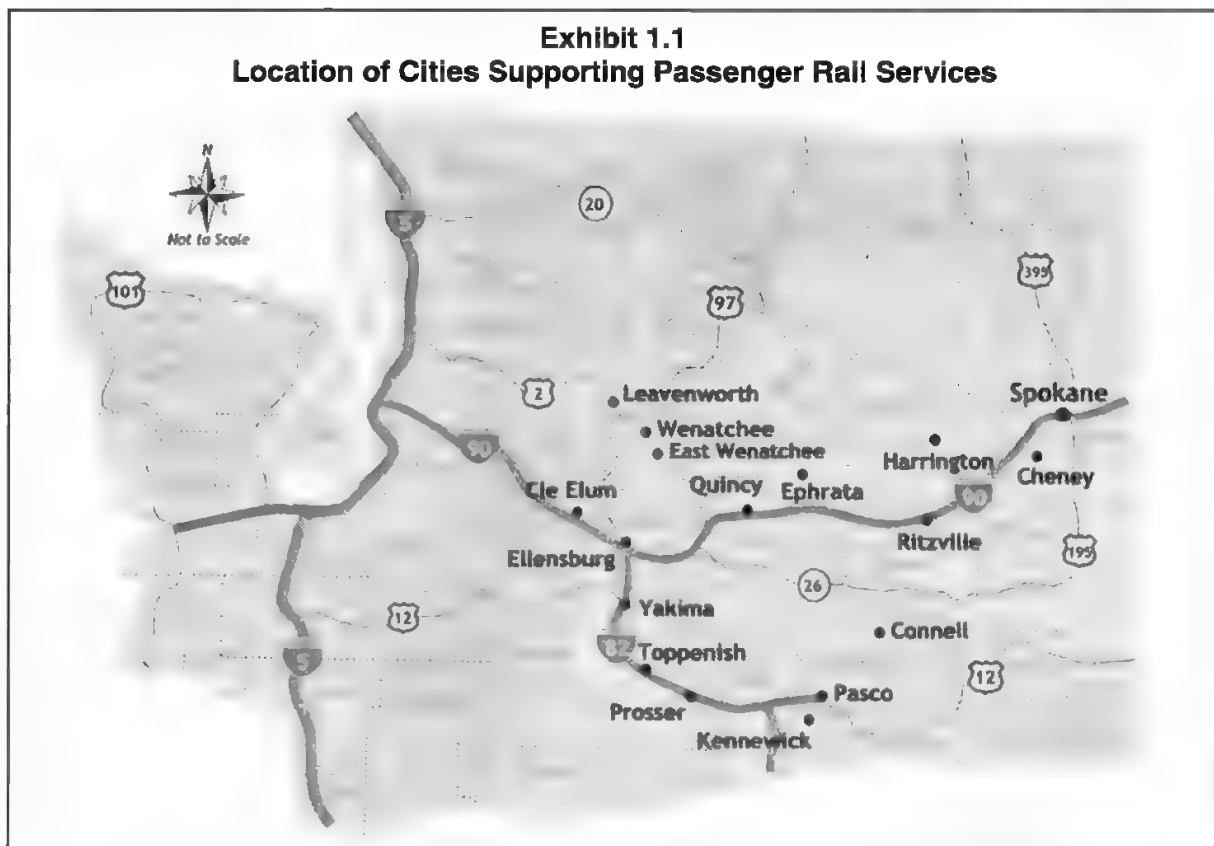 Exhibit 1.1
Location of Cities Supporting Passenger Rail Services
N
Not to Scale
5
20
101
395
97
2
Leavenworth
Spokane
Wenatchee
90
East Wenatchee
Harrington
Cheney
Cle Elum
Quincy
Ephrata
90
Ritzville
Ellensburg
195
26
Yakima
12
Connell
82
5
Toppenish
12
Prosser
Pasco
Kennewick